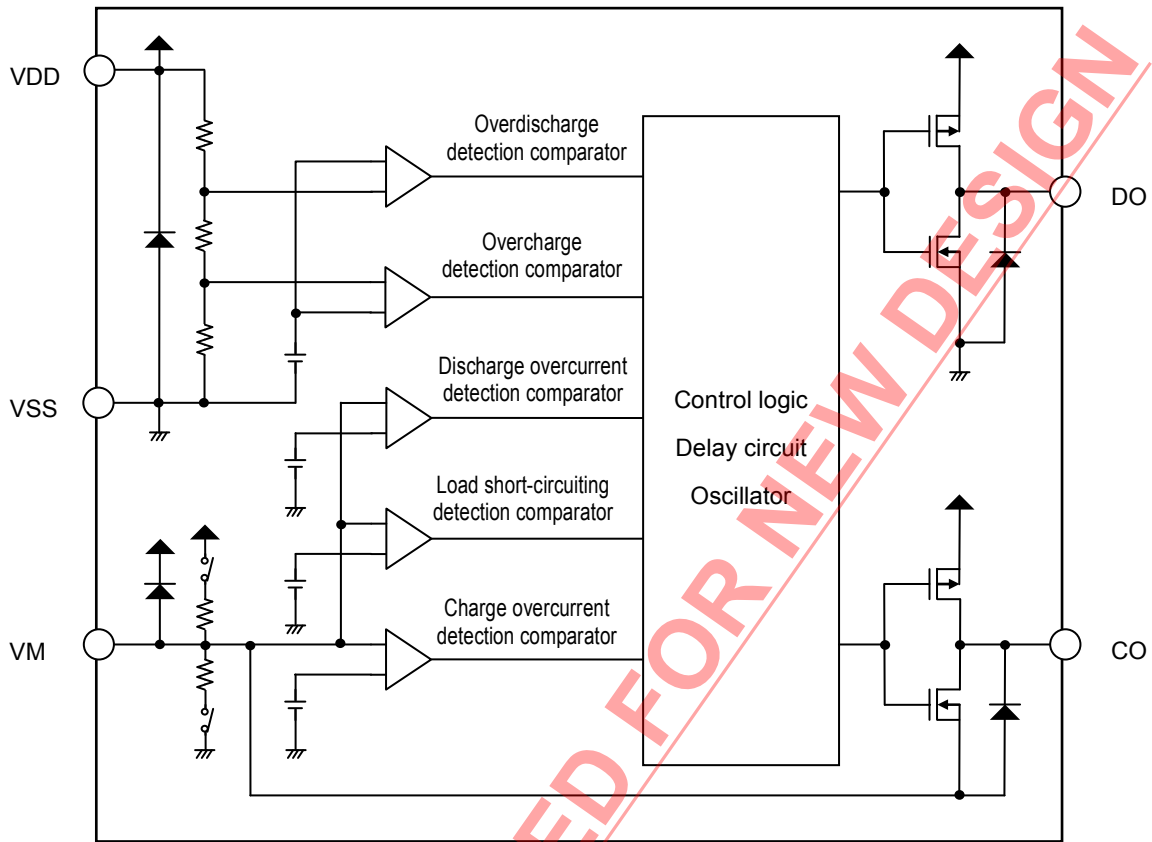 VDD
Overdischarge
detection comparator
DO
Overcharge
detection comparator
VSS
Discharge overcurrent
detection comparator
Control logic
Delay circuit
Oscillator
Load short-circuiting
detection comparator
VM
Charge overcurrent
detection comparator
CO
ED FOR NEW DESIGN